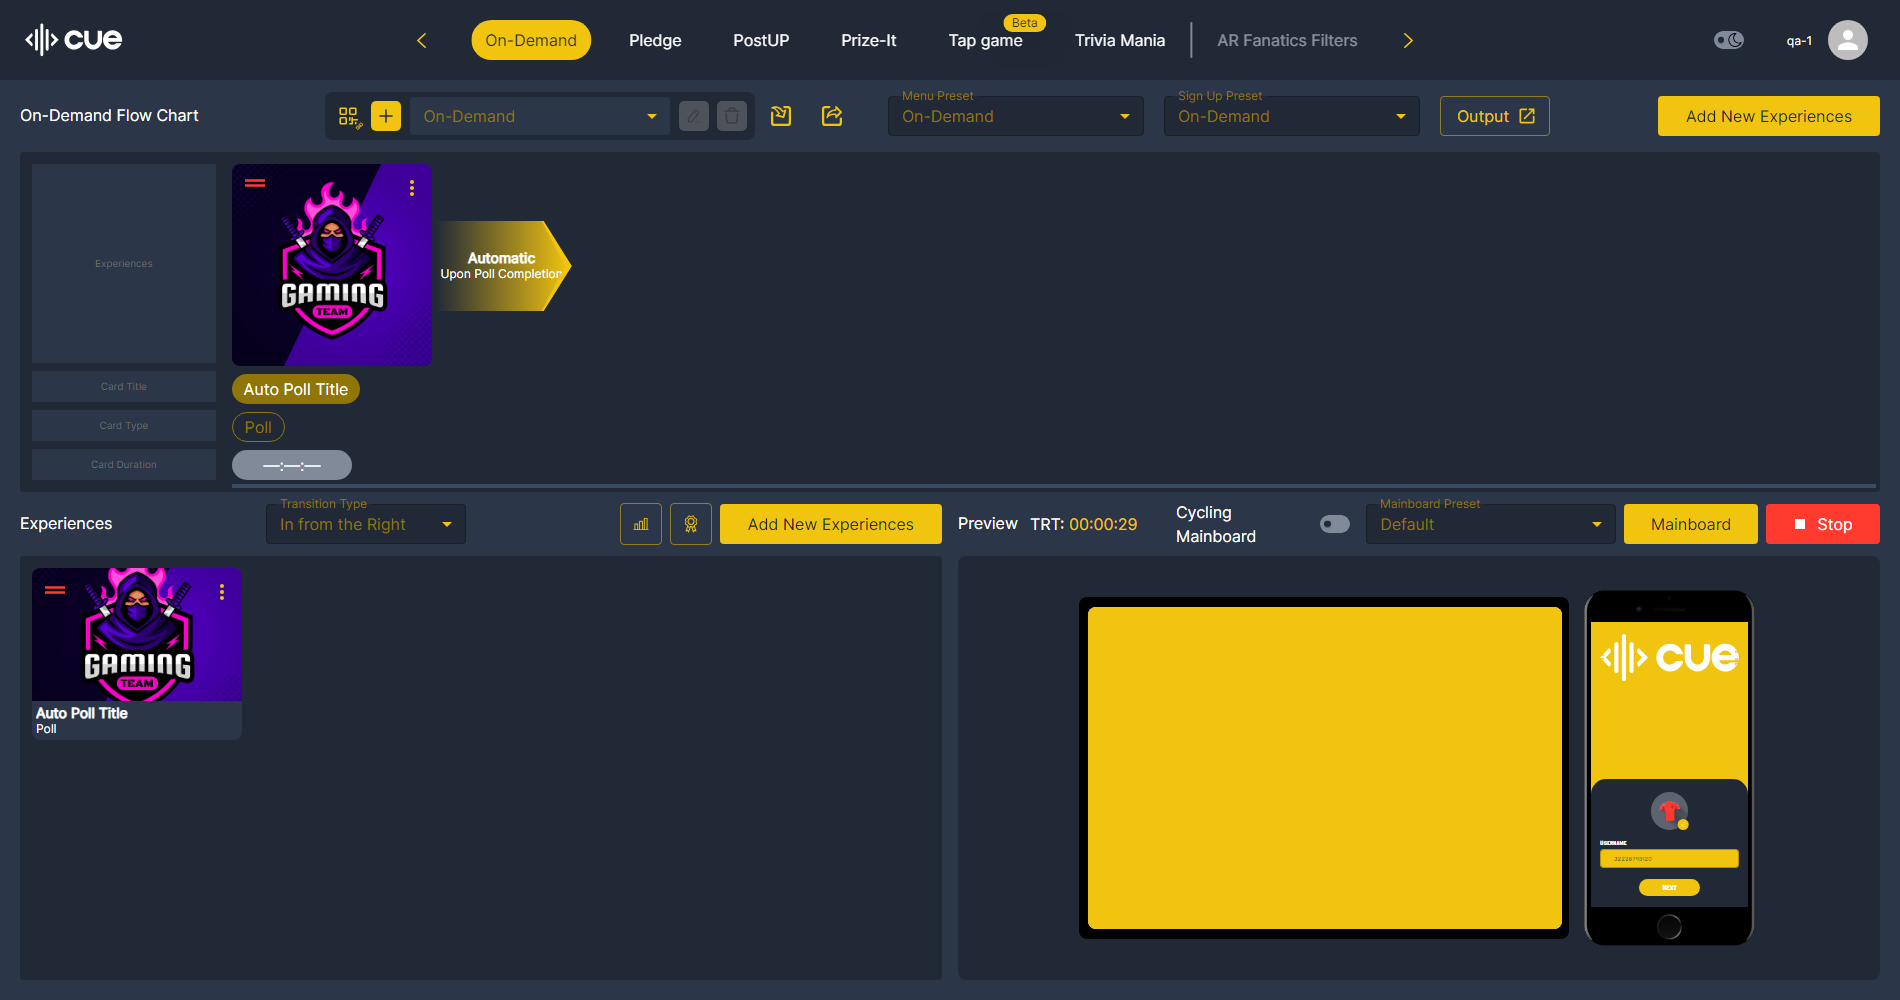 cue
On-Demand
Pledge
PostUP
Prize-It
Beta
Tap game
Trivia Mania
AR Fanatics Filters
qa-1
On-Demand Flow Chart
On-Demand
Menu Preset
On-Demand
Sign Up Preset
On-Demand
Output
Add New Experiences
Experiences
GAMING
TEAM
Automatic
Upon Poll Completion
Card Title
Auto Poll Title
Card Type
Poll
Card Duration
—:—:—
Experiences
Transition Type
In from the Right
Add New Experiences
Preview
TRT: 00:00:29
Cycling
Mainboard
Mainboard Preset
Default
Mainboard
Stop
GAMING
TEAM
Auto Poll Title
Poll
cue
USERNAME
NEXT